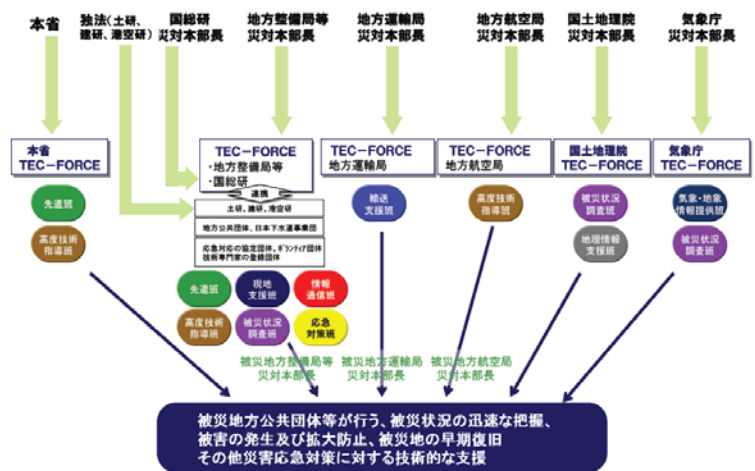 本省
独法(土研、
建研、港空研)
国総研
災対本部長
地方整備局等
災対本部長
地方運輸局
災対本部長
地方航空局
災対本部長
国土地理院
災対本部長
気象庁
災対本部長
本省
TEC-FORCE
TEC-FORCE
・地方整備局等
・国総研
TEC-FORCE
地方運輸局
TEC-FORCE
地方航空局
国土地理院
TEC-FORCE
気象庁
TEC-FORCE
連携
土研、建研、港空研
地方公共団体、日本下水道事業団
応急対応の協定団体、ボランティア団体
技術専門家の登録団体
先遣班
高度技術
指導班
先遣班
現地
支援班
情報
通信班
高度技術
指導班
被災状況
調査班
応急
対策班
輸送
支援班
高度技術
指導班
被災状況
調査班
地理情報
支援班
気象・地象
情報提供班
被災状況
調査班
被災地方整備局等
災対本部長
被災地方運輸局
災対本部長
被災地方航空局
災対本部長
被災地方公共団体等が行う、被災状況の迅速な把握、
被害の発生及び拡大防止、被災地の早期復旧
その他災害応急対策に対する技術的な支援